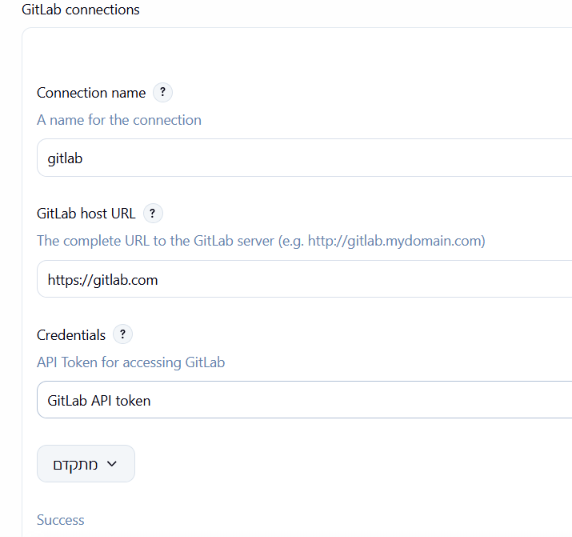 GitLab connections
Connection name ?
A name for the connection
gitlab
GitLab host URL ?
The complete URL to the GitLab server (e.g. http://gitlab.mydomain.com)
https://gitlab.com
Credentials ?
API Token for accessing GitLab
GitLab API token
מתקדם
Success